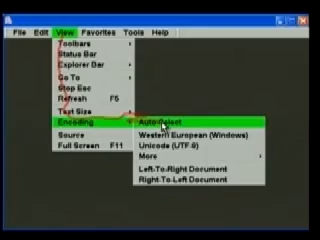 File Edit View Favorites Tools Help
Toolbars
Status Bar
Explorer Bar
Go To
Stop Esc
Refresh F5
Text Size
Encoding
Source
Full Screen F11
Auto-Select
Western European (Windows)
Unicode (UTF-8)
More
Left-To-Right Document
Right-To-Left Document